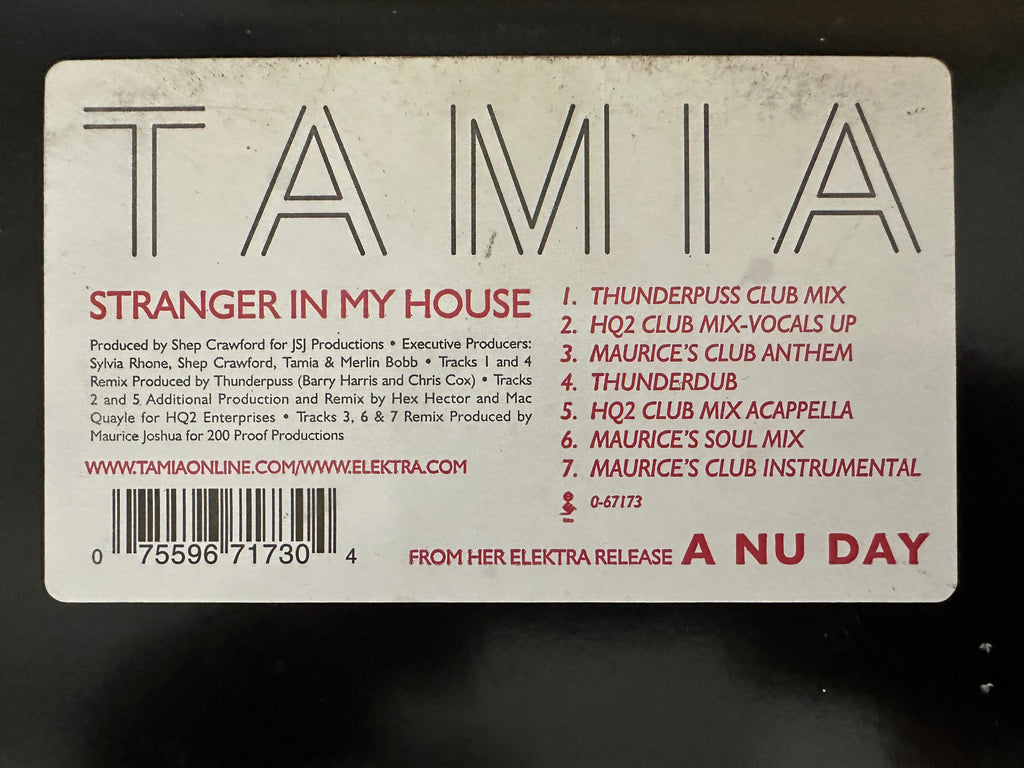 TAMIA
STRANGER IN MY HOUSE
Produced by Shep Crawford for JSJ Productions • Executive Producers:
Sylvia Rhone, Shep Crawford, Tamia & Merlin Bobb • Tracks 1 and 4
Remix Produced by Thunderpuss (Barry Harris and Chris Cox) • Tracks
2 and 5 Additional Production and Remix by Hex Hector and Mac
Quayle for HQ2 Enterprises • Tracks 3, 6 & 7 Remix Produced by
Maurice Joshua for 200 Proof Productions
WWW.TAMIAONLINE.COM/WWW.ELEKTRA.COM
0 75596 71730 4
1. THUNDERPUSS CLUB MIX
2. HQ2 CLUB MIX-VOCALS UP
3. MAURICE'S CLUB ANTHEM
4. THUNDERDUB
5. HQ2 CLUB MIX ACAPPELLA
6. MAURICE'S SOUL MIX
7. MAURICE'S CLUB INSTRUMENTAL
0-67173
FROM HER ELEKTRA RELEASE A NU DAY